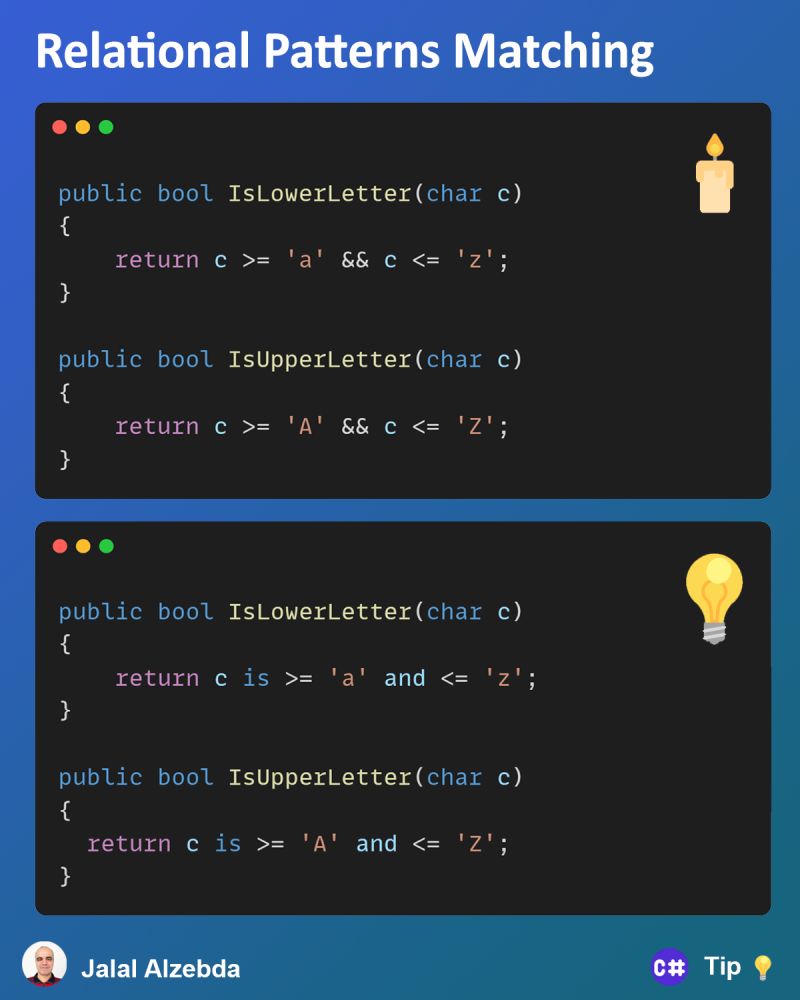 Relational Patterns Matching
public bool IsLowerLetter(char c)
{
    return c >= 'a' && c <= 'z';
}
public bool IsUpperLetter(char c)
{
    return c >= 'A' && c <= 'Z';
}
public bool IsLowerLetter(char c)
{
    return c is >= 'a' and <= 'z';
}
public bool IsUpperLetter(char c)
{
  return c is >= 'A' and <= 'Z';
}
Jalal Alzebda
C# Tip